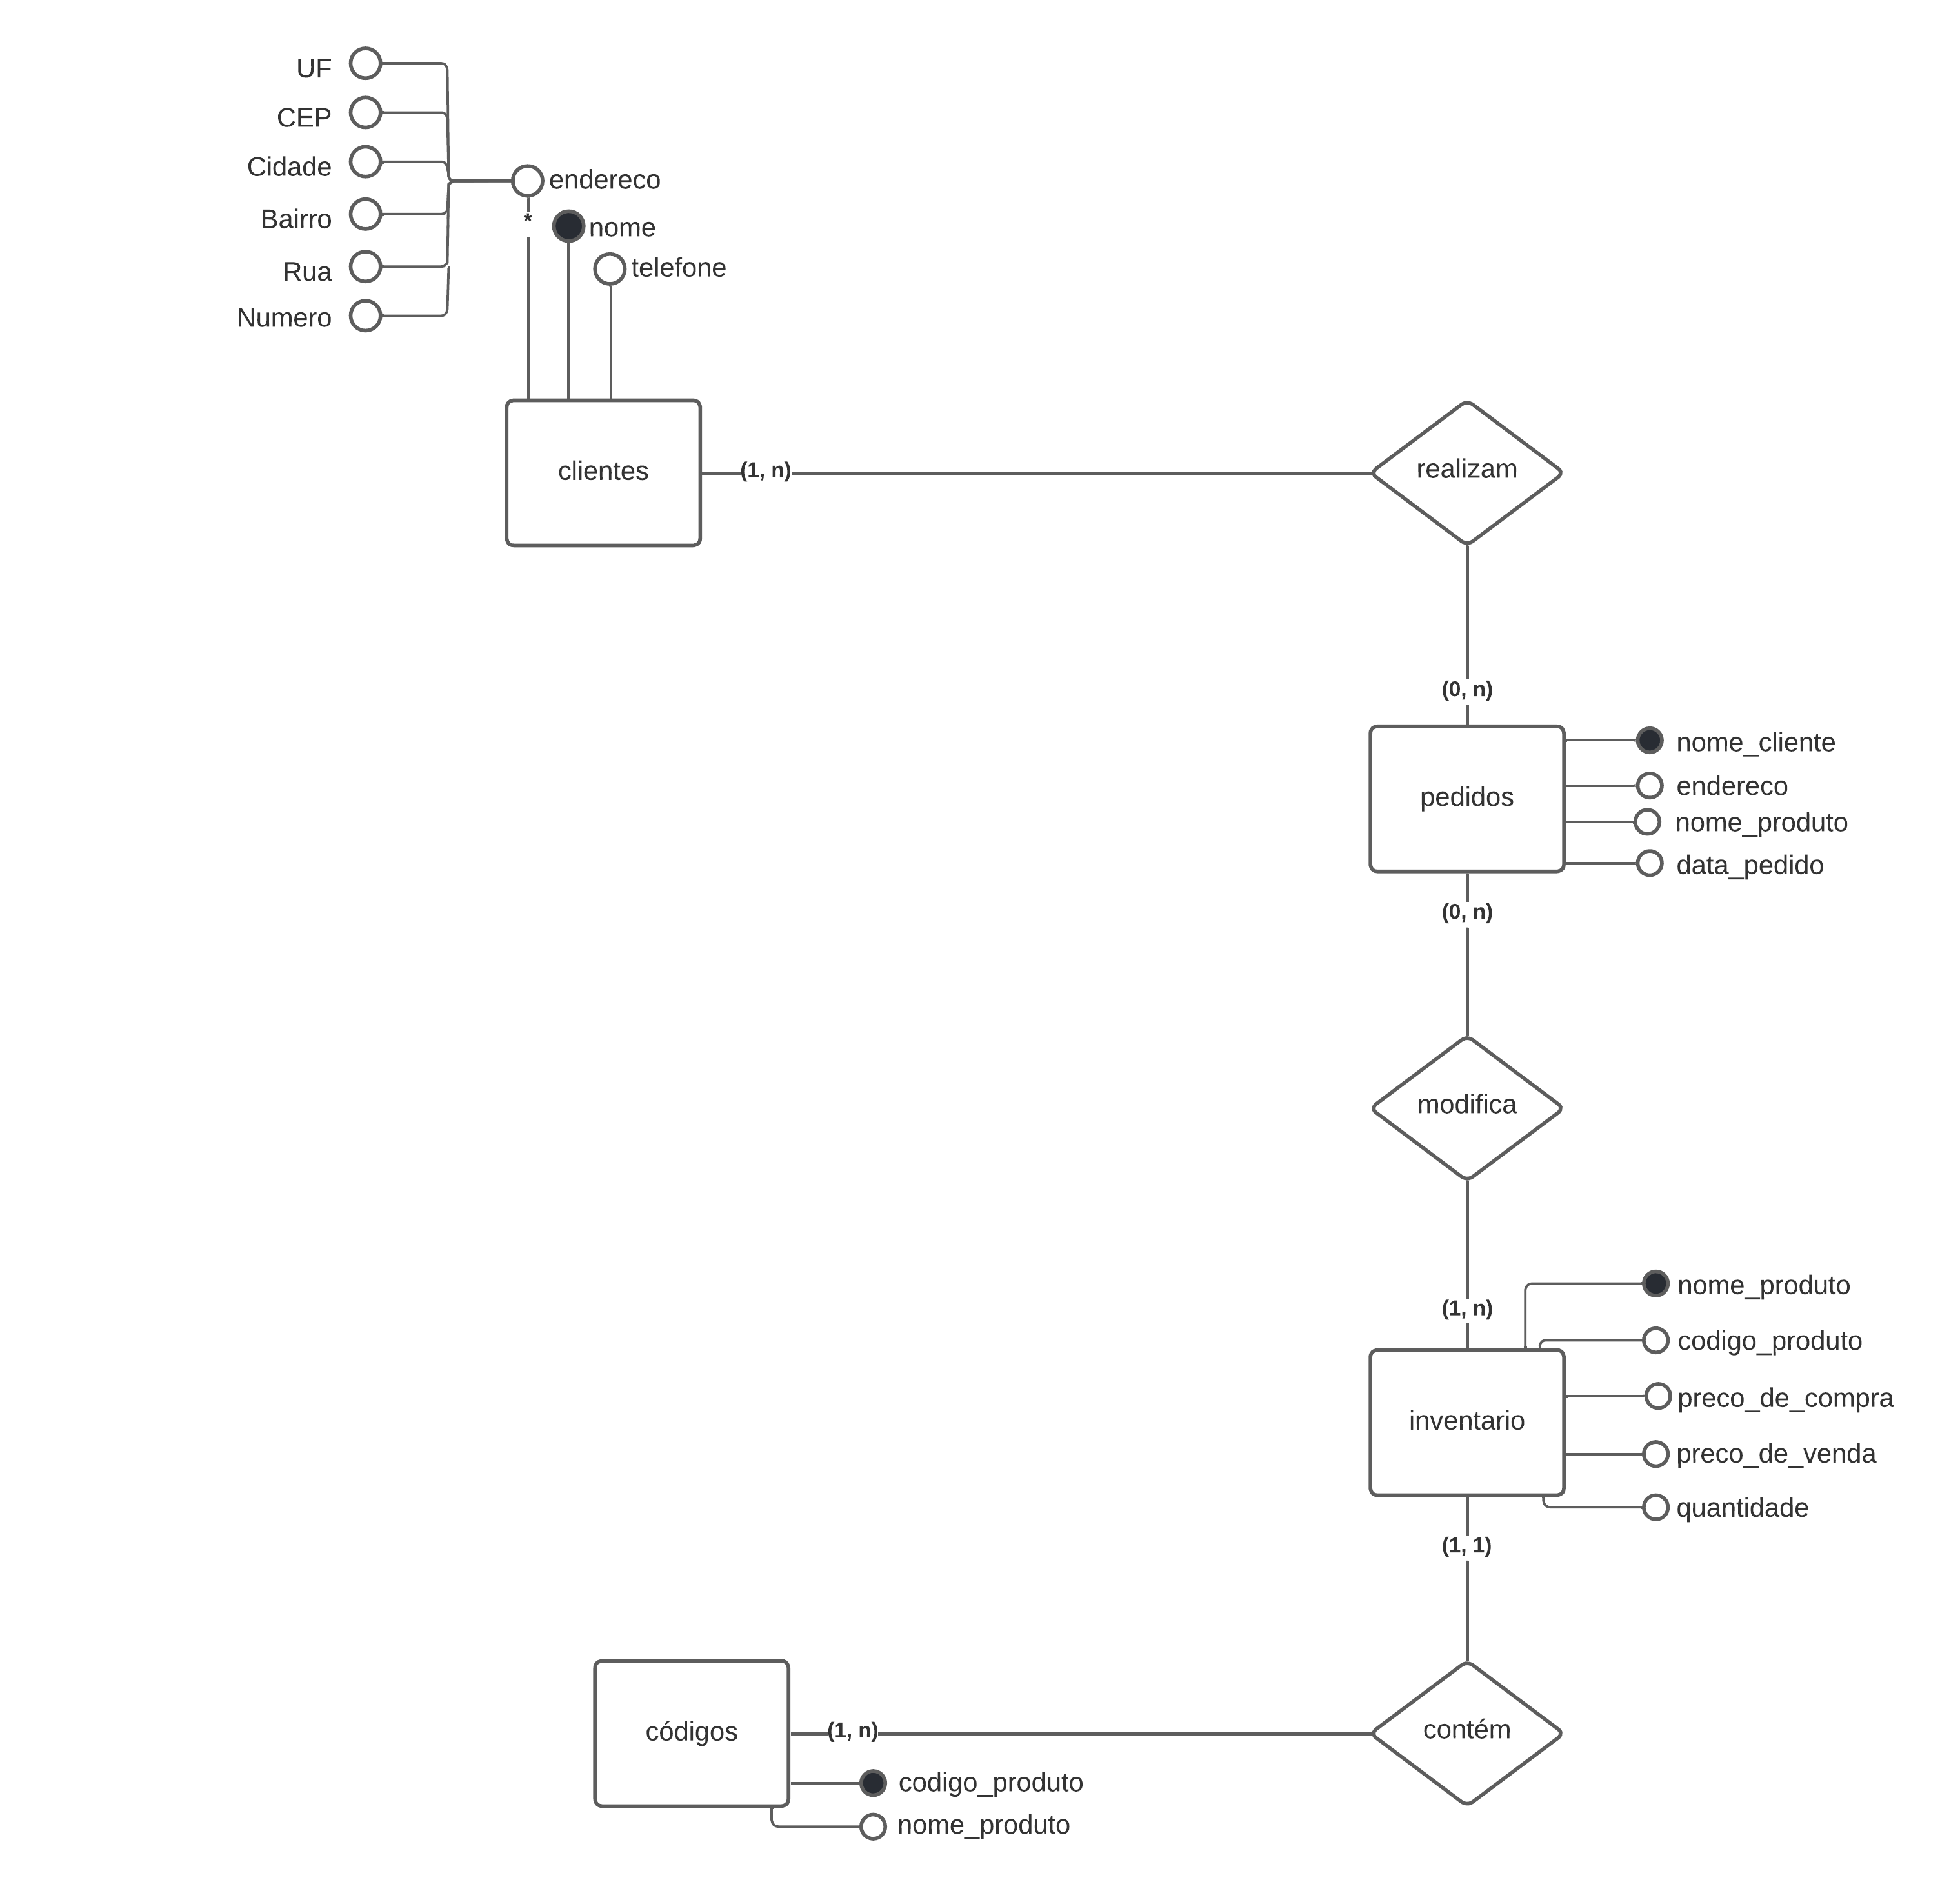 UF
CEP
Cidade
Bairro
Rua
Numero
endereco
*
nome
telefone
clientes
(1, n)
realizam
(0, n)
pedidos
nome_cliente
endereco
nome_produto
data_pedido
(0, n)
modifica
(1, n)
inventario
nome_produto
codigo_produto
preco_de_compra
preco_de_venda
quantidade
(1, 1)
contém
códigos
(1, n)
codigo_produto
nome_produto